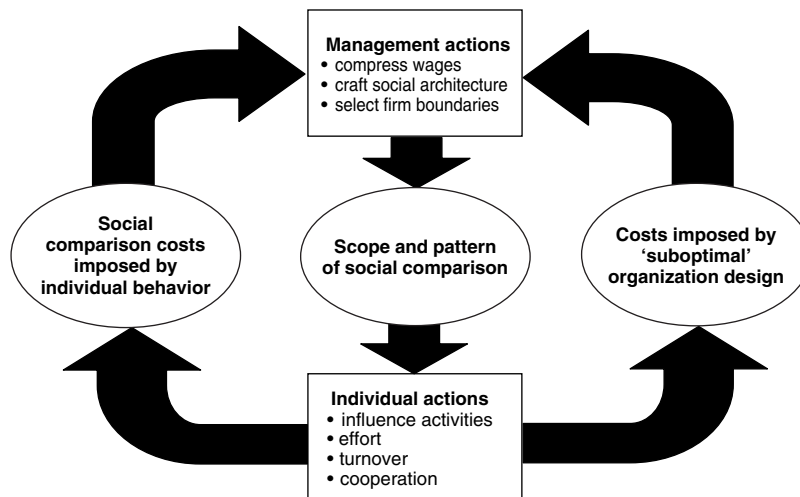 Management actions
• compress wages
• craft social architecture
• select firm boundaries
Social
comparison costs
imposed by
individual behavior
Scope and pattern
of social comparison
Costs imposed by
‘suboptimal’
organization design
Individual actions
• influence activities
• effort
• turnover
• cooperation